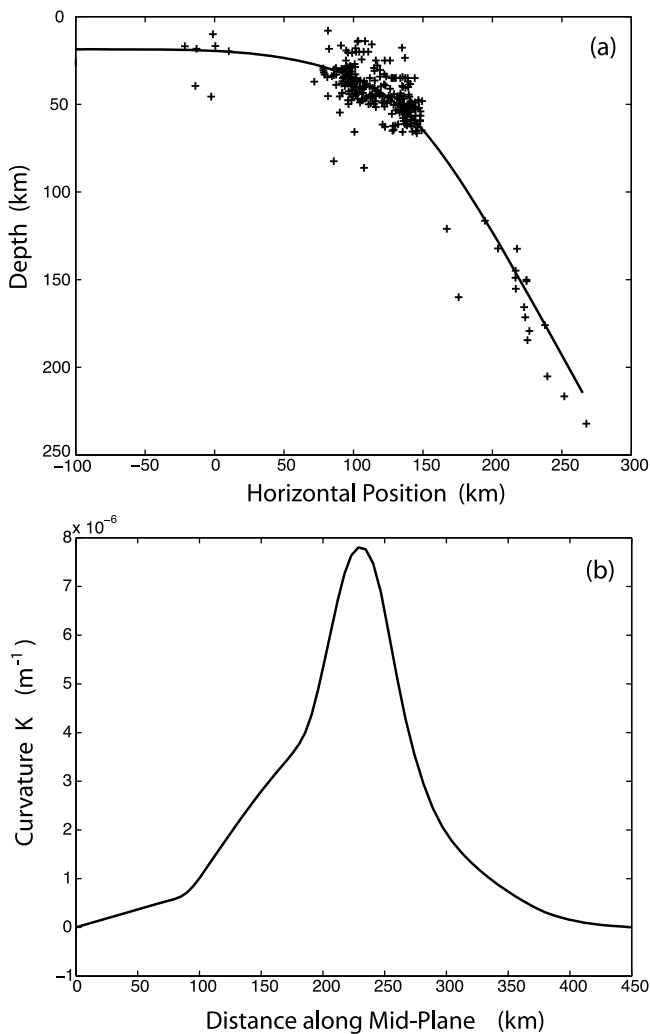 (a)
0
50
100
150
200
250
Depth (km)
−100 −50 0 50 100 150 200 250 300
Horizontal Position (km)
x 10⁻⁶
(b)
8
7
6
5
4
3
2
1
0
−1
Curvature K (m⁻¹)
0 50 100 150 200 250 300 350 400 450
Distance along Mid-Plane (km)